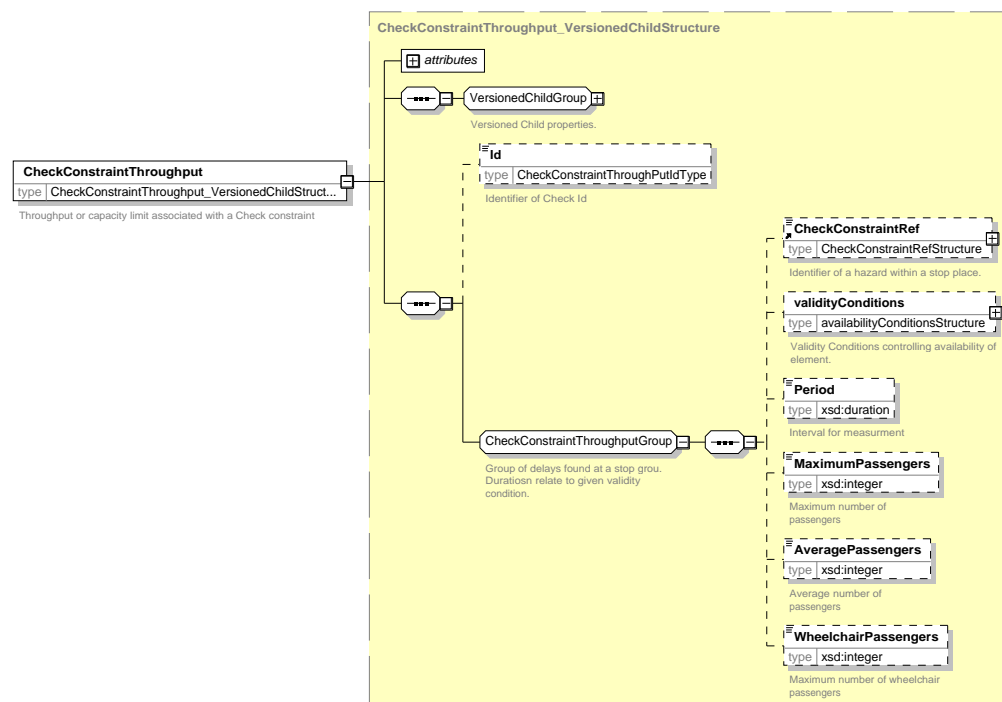 CheckConstraintThroughput_VersionedChildStructure
attributes
VersionedChildGroup
Versioned Child properties.
Id
type CheckConstraintThroughPutIdType
Identifier of Check Id
CheckConstraintThroughput
type CheckConstraintThroughput_VersionedChildStruct...
Throughput or capacity limit associated with a Check constraint
CheckConstraintRef
type CheckConstraintRefStructure
Identifier of a hazard within a stop place.
validityConditions
type availabilityConditionsStructure
Validity Conditions controlling availability of
element.
Period
type xsd:duration
Interval for measurment
CheckConstraintThroughputGroup
Group of delays found at a stop grou.
Duratiosn relate to given validity
condition.
MaximumPassengers
type xsd:integer
Maximum number of
passengers
AveragePassengers
type xsd:integer
Average number of
passengers
WheelchairPassengers
type xsd:integer
Maximum number of wheelchair
passengers